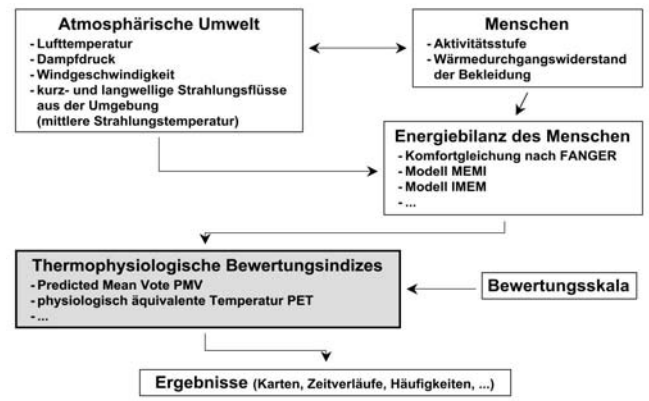 Atmosphärische Umwelt
- Lufttemperatur
- Dampfdruck
- Windgeschwindigkeit
- kurz- und langwellige Strahlungsflüsse
aus der Umgebung
(mittlere Strahlungstemperatur)
Menschen
- Aktivitätsstufe
- Wärmedurchgangswiderstand
der Bekleidung
Energiebilanz des Menschen
- Komfortgleichung nach FANGER
- Modell MEMI
- Modell IMEM
- ...
Thermophysiologische Bewertungsindizes
- Predicted Mean Vote PMV
- physiologisch äquivalente Temperatur PET
- ...
Bewertungsskala
Ergebnisse (Karten, Zeitverläufe, Häufigkeiten, ...)